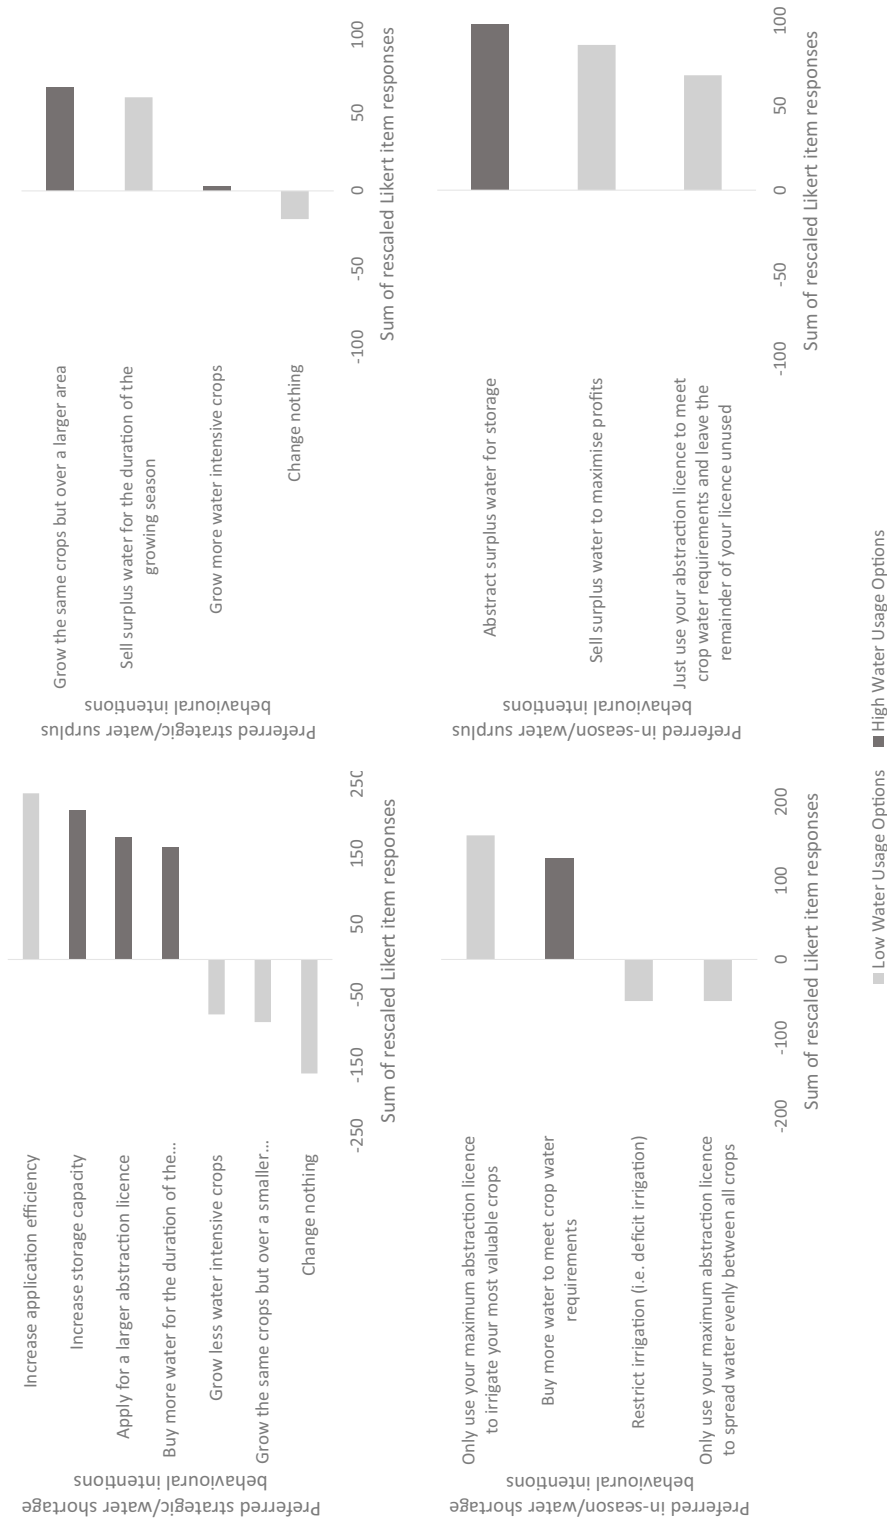 Preferred strategic/water shortage
behavioural intentions
Increase application efficiency
Increase storage capacity
Apply for a larger abstraction licence
Buy more water for the duration of the…
Grow less water intensive crops
Grow the same crops but over a smaller…
Change nothing
-250
-150
-50
50
150
250
Sum of rescaled Likert item responses
Preferred strategic/water surplus
behavioural intentions
Grow the same crops but over a larger area
Sell surplus water for the duration of the
growing season
Grow more water intensive crops
Change nothing
-100
-50
0
50
100
Sum of rescaled Likert item responses
Preferred in-season/water shortage
behavioural intentions
Only use your maximum abstraction licence
to irrigate your most valuable crops
Buy more water to meet crop water
requirements
Restrict irrigation (i.e. deficit irrigation)
Only use your maximum abstraction licence
to spread water evenly between all crops
-200
-100
0
100
200
Sum of rescaled Likert item responses
Preferred in-season/water surplus
behavioural intentions
Abstract surplus water for storage
Sell surplus water to maximise profits
Just use your abstraction licence to meet
crop water requirements and leave the
remainder of your licence unused
-100
-50
0
50
100
Sum of rescaled Likert item responses
Low Water Usage Options
High Water Usage Options